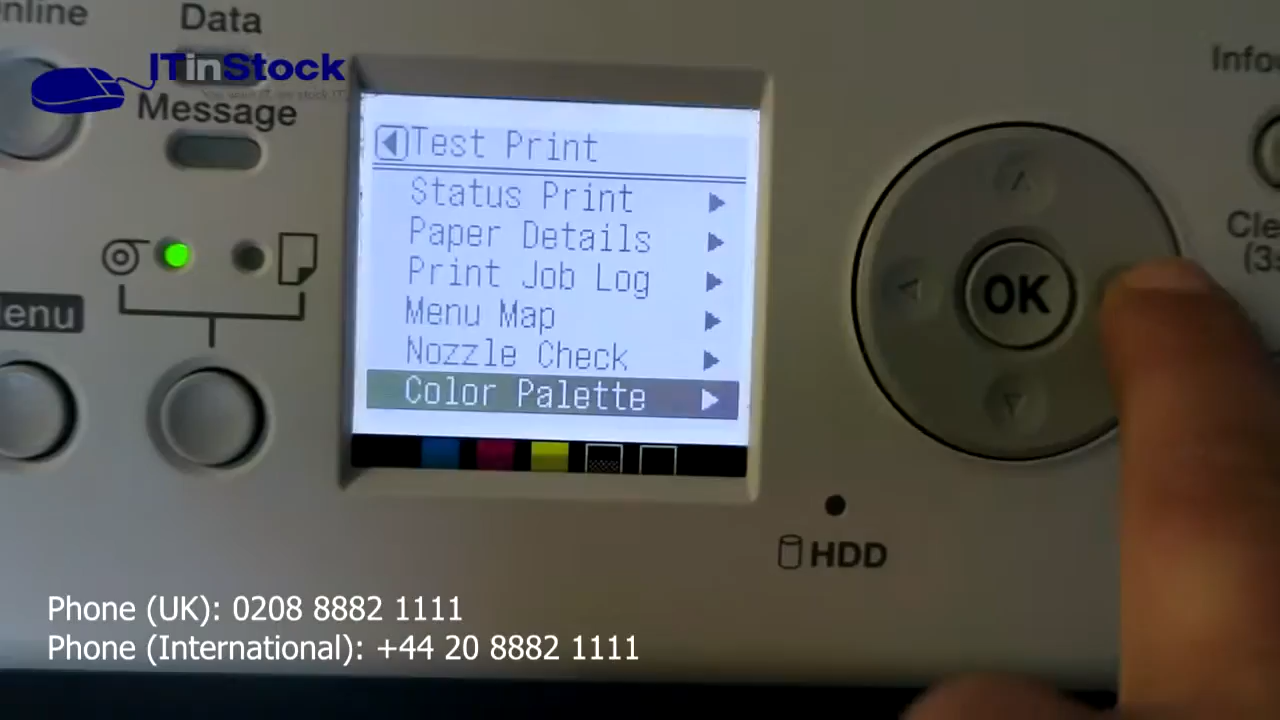 Online
Data
ITinStock
Message
Menu
Test Print
Status Print
Paper Details
Print Job Log
Menu Map
Nozzle Check
Color Palette
OK
HDD
Phone (UK): 0208 8882 1111
Phone (International): +44 20 8882 1111